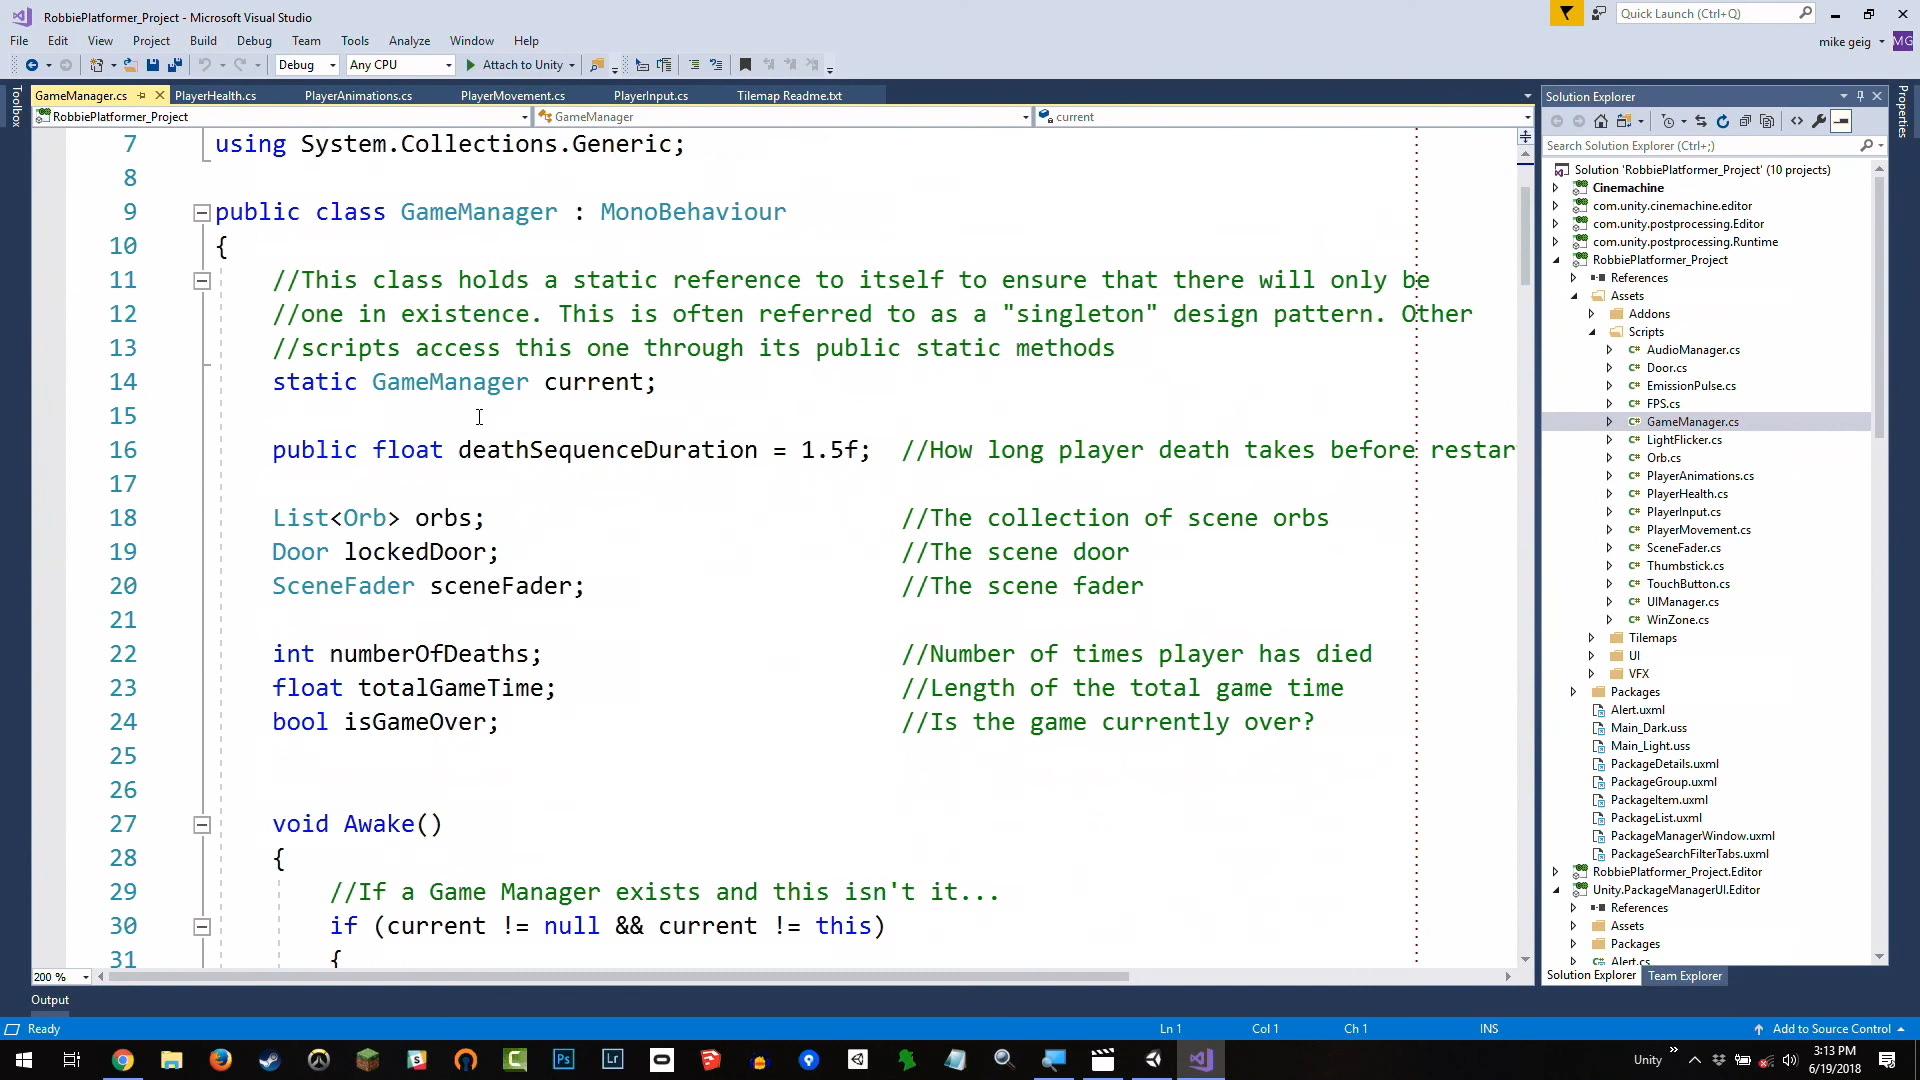 RobbiePlatformer_Project - Microsoft Visual Studio
Quick Launch (Ctrl+Q)
File Edit View Project Build Debug Team Tools Analyze Window Help
mike geig MG
Debug Any CPU Attach to Unity
Toolbox
GameManager.cs PlayerHealth.cs PlayerAnimations.cs PlayerMovement.cs PlayerInput.cs Tilemap Readme.txt
RobbiePlatformer_Project GameManager current
7 using System.Collections.Generic;
8
9 public class GameManager : MonoBehaviour
10 {
11 //This class holds a static reference to itself to ensure that there will only be
12 //one in existence. This is often referred to as a "singleton" design pattern. Other
13 //scripts access this one through its public static methods
14 static GameManager current;
15
16 public float deathSequenceDuration = 1.5f; //How long player death takes before restar
17
18 List<Orb> orbs; //The collection of scene orbs
19 Door lockedDoor; //The scene door
20 SceneFader sceneFader; //The scene fader
21
22 int numberOfDeaths; //Number of times player has died
23 float totalGameTime; //Length of the total game time
24 bool isGameOver; //Is the game currently over?
25
26
27 void Awake()
28 {
29 //If a Game Manager exists and this isn't it...
30 if (current != null && current != this)
31 {
200 %
Solution Explorer
Properties
Search Solution Explorer (Ctrl+;)
Solution 'RobbiePlatformer_Project' (10 projects)
Cinemachine
com.unity.cinemachine.editor
com.unity.postprocessing.Editor
com.unity.postprocessing.Runtime
RobbiePlatformer_Project
References
Assets
Addons
Scripts
C# AudioManager.cs
C# Door.cs
C# EmissionPulse.cs
C# FPS.cs
C# GameManager.cs
C# LightFlicker.cs
C# Orb.cs
C# PlayerAnimations.cs
C# PlayerHealth.cs
C# PlayerInput.cs
C# PlayerMovement.cs
C# SceneFader.cs
C# Thumbstick.cs
C# TouchButton.cs
C# UIManager.cs
C# WinZone.cs
Tilemaps
UI
VFX
Packages
Alert.uxml
Main_Dark.uss
Main_Light.uss
PackageDetails.uxml
PackageGroup.uxml
PackageItem.uxml
PackageList.uxml
PackageManagerWindow.uxml
PackageSearchFilterTabs.uxml
RobbiePlatformer_Project.Editor
Unity.PackageManagerUI.Editor
References
Assets
Packages
C# Alert.cs
Solution Explorer Team Explorer
Output
Ready Ln 1 Col 1 Ch 1 INS Add to Source Control
Ps Lr
Unity
3:13 PM
6/19/2018